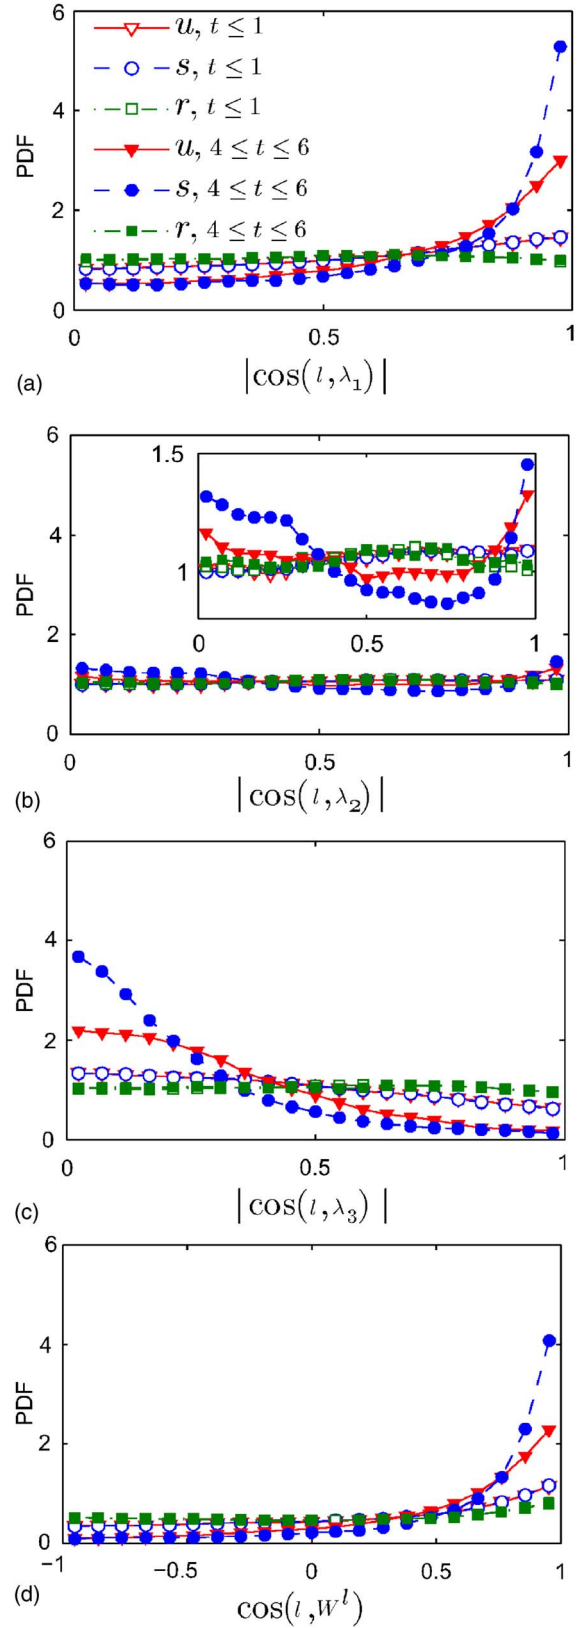 6
4
2
0
PDF
u, t ≤ 1
s, t ≤ 1
r, t ≤ 1
u, 4 ≤ t ≤ 6
s, 4 ≤ t ≤ 6
r, 4 ≤ t ≤ 6
0 0.5 1
(a) |cos(l, λ₁)|
6
4
2
0
PDF
1.5
1
0 0.5 1
0 0.5 1
(b) |cos(l, λ₂)|
6
4
2
0
PDF
0 0.5 1
(c) |cos(l, λ₃)|
6
4
2
0
PDF
−1 −0.5 0 0.5 1
(d) cos(l, Wˡ)